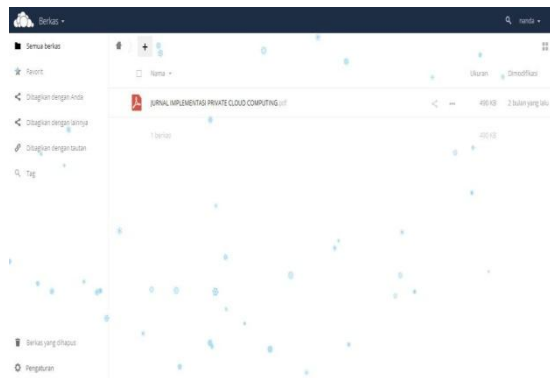 Berkas
nanda
Semua berkas
Favorit
Dibagikan dengan Anda
Dibagikan dengan lainnya
Dibagikan dengan tautan
Tag
+
Nama
Ukuran
Dimodifikasi
JURNAL IMPLEMENTASI PRIVATE CLOUD COMPUTING.pdf
490 KB
2 bulan yang lalu
1 berkas
490 KB
Berkas yang dihapus
Pengaturan